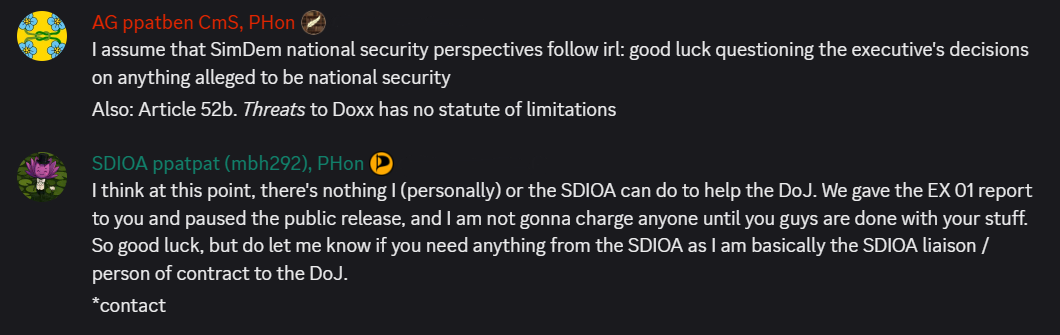 AG ppatben CmS, PHon
I assume that SimDem national security perspectives follow irl: good luck questioning the executive's decisions
on anything alleged to be national security
Also: Article 52b. Threats to Doxx has no statute of limitations
SDIOA ppatpat (mbh292), PHon
I think at this point, there's nothing I (personally) or the SDIOA can do to help the DoJ. We gave the EX 01 report
to you and paused the public release, and I am not gonna charge anyone until you guys are done with your stuff.
So good luck, but do let me know if you need anything from the SDIOA as I am basically the SDIOA liaison /
person of contract to the DoJ.
*contact